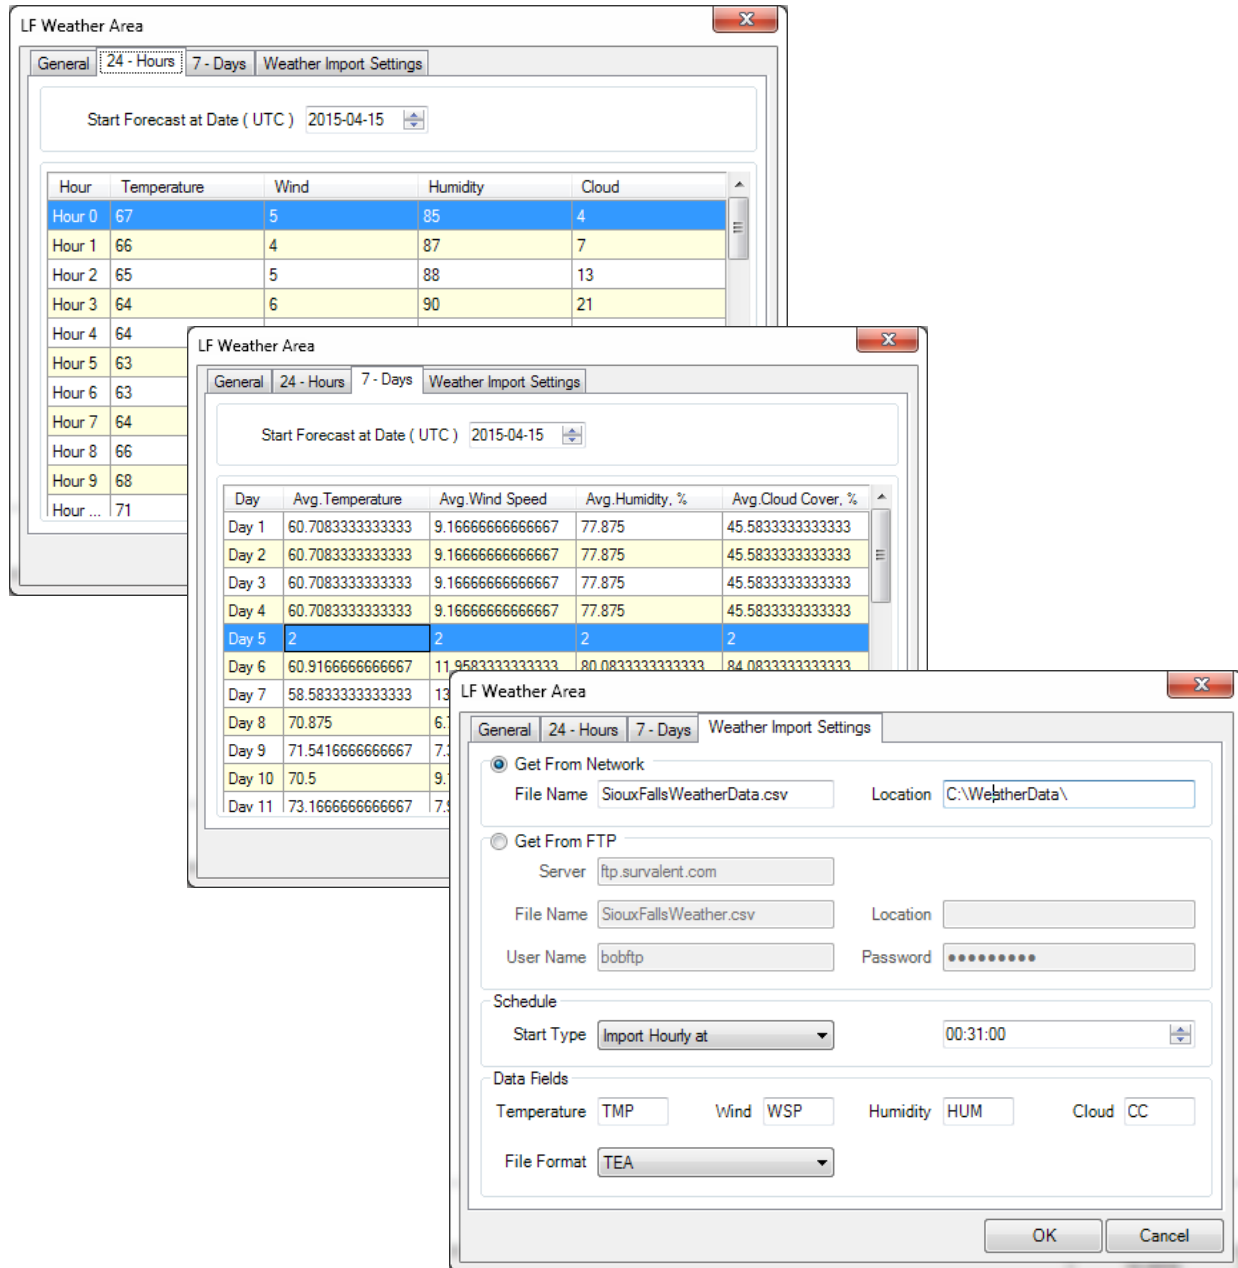 LF Weather Area
General 24 - Hours 7 - Days Weather Import Settings
Start Forecast at Date ( UTC ) 2015-04-15
Hour Temperature Wind Humidity Cloud
Hour 0 67 5 85 4
Hour 1 66 4 87 7
Hour 2 65 5 88 13
Hour 3 64 6 90 21
Hour 4 64
Hour 5 63
Hour 6 63
Hour 7 64
Hour 8 66
Hour 9 68
Hour ... 71
LF Weather Area
General 24 - Hours 7 - Days Weather Import Settings
Start Forecast at Date ( UTC ) 2015-04-15
Day Avg.Temperature Avg.Wind Speed Avg.Humidity, % Avg.Cloud Cover, %
Day 1 60.7083333333333 9.16666666666667 77.875 45.5833333333333
Day 2 60.7083333333333 9.16666666666667 77.875 45.5833333333333
Day 3 60.7083333333333 9.16666666666667 77.875 45.5833333333333
Day 4 60.7083333333333 9.16666666666667 77.875 45.5833333333333
Day 5 2 2 2 2
Day 6 60.9166666666667 11.9583333333333 80.0833333333333 84.0833333333333
Day 7 58.5833333333333 13
Day 8 70.875 6.
Day 9 71.5416666666667 7.
Day 10 70.5 9.
Day 11 73.1666666666667 7.
LF Weather Area
General 24 - Hours 7 - Days Weather Import Settings
Get From Network
File Name SiouxFallsWeatherData.csv Location C:\WeatherData\
Get From FTP
Server ftp.survalent.com
File Name SiouxFallsWeather.csv Location
User Name bobftp Password ●●●●●●●●●
Schedule
Start Type Import Hourly at 00:31:00
Data Fields
Temperature TMP Wind WSP Humidity HUM Cloud CC
File Format TEA
OK Cancel